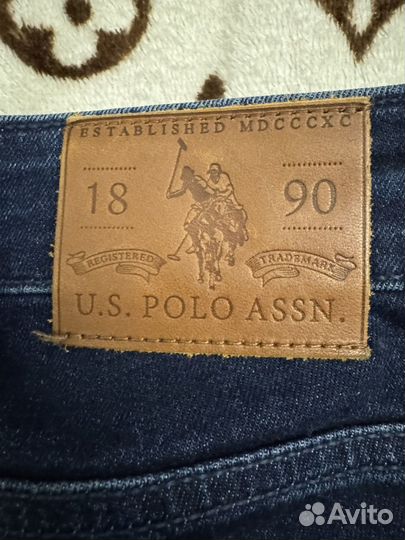 ESTABLISHED MDCCCXC
18 90
REGISTERED TRADEMARK
U.S. POLO ASSN.
Avito